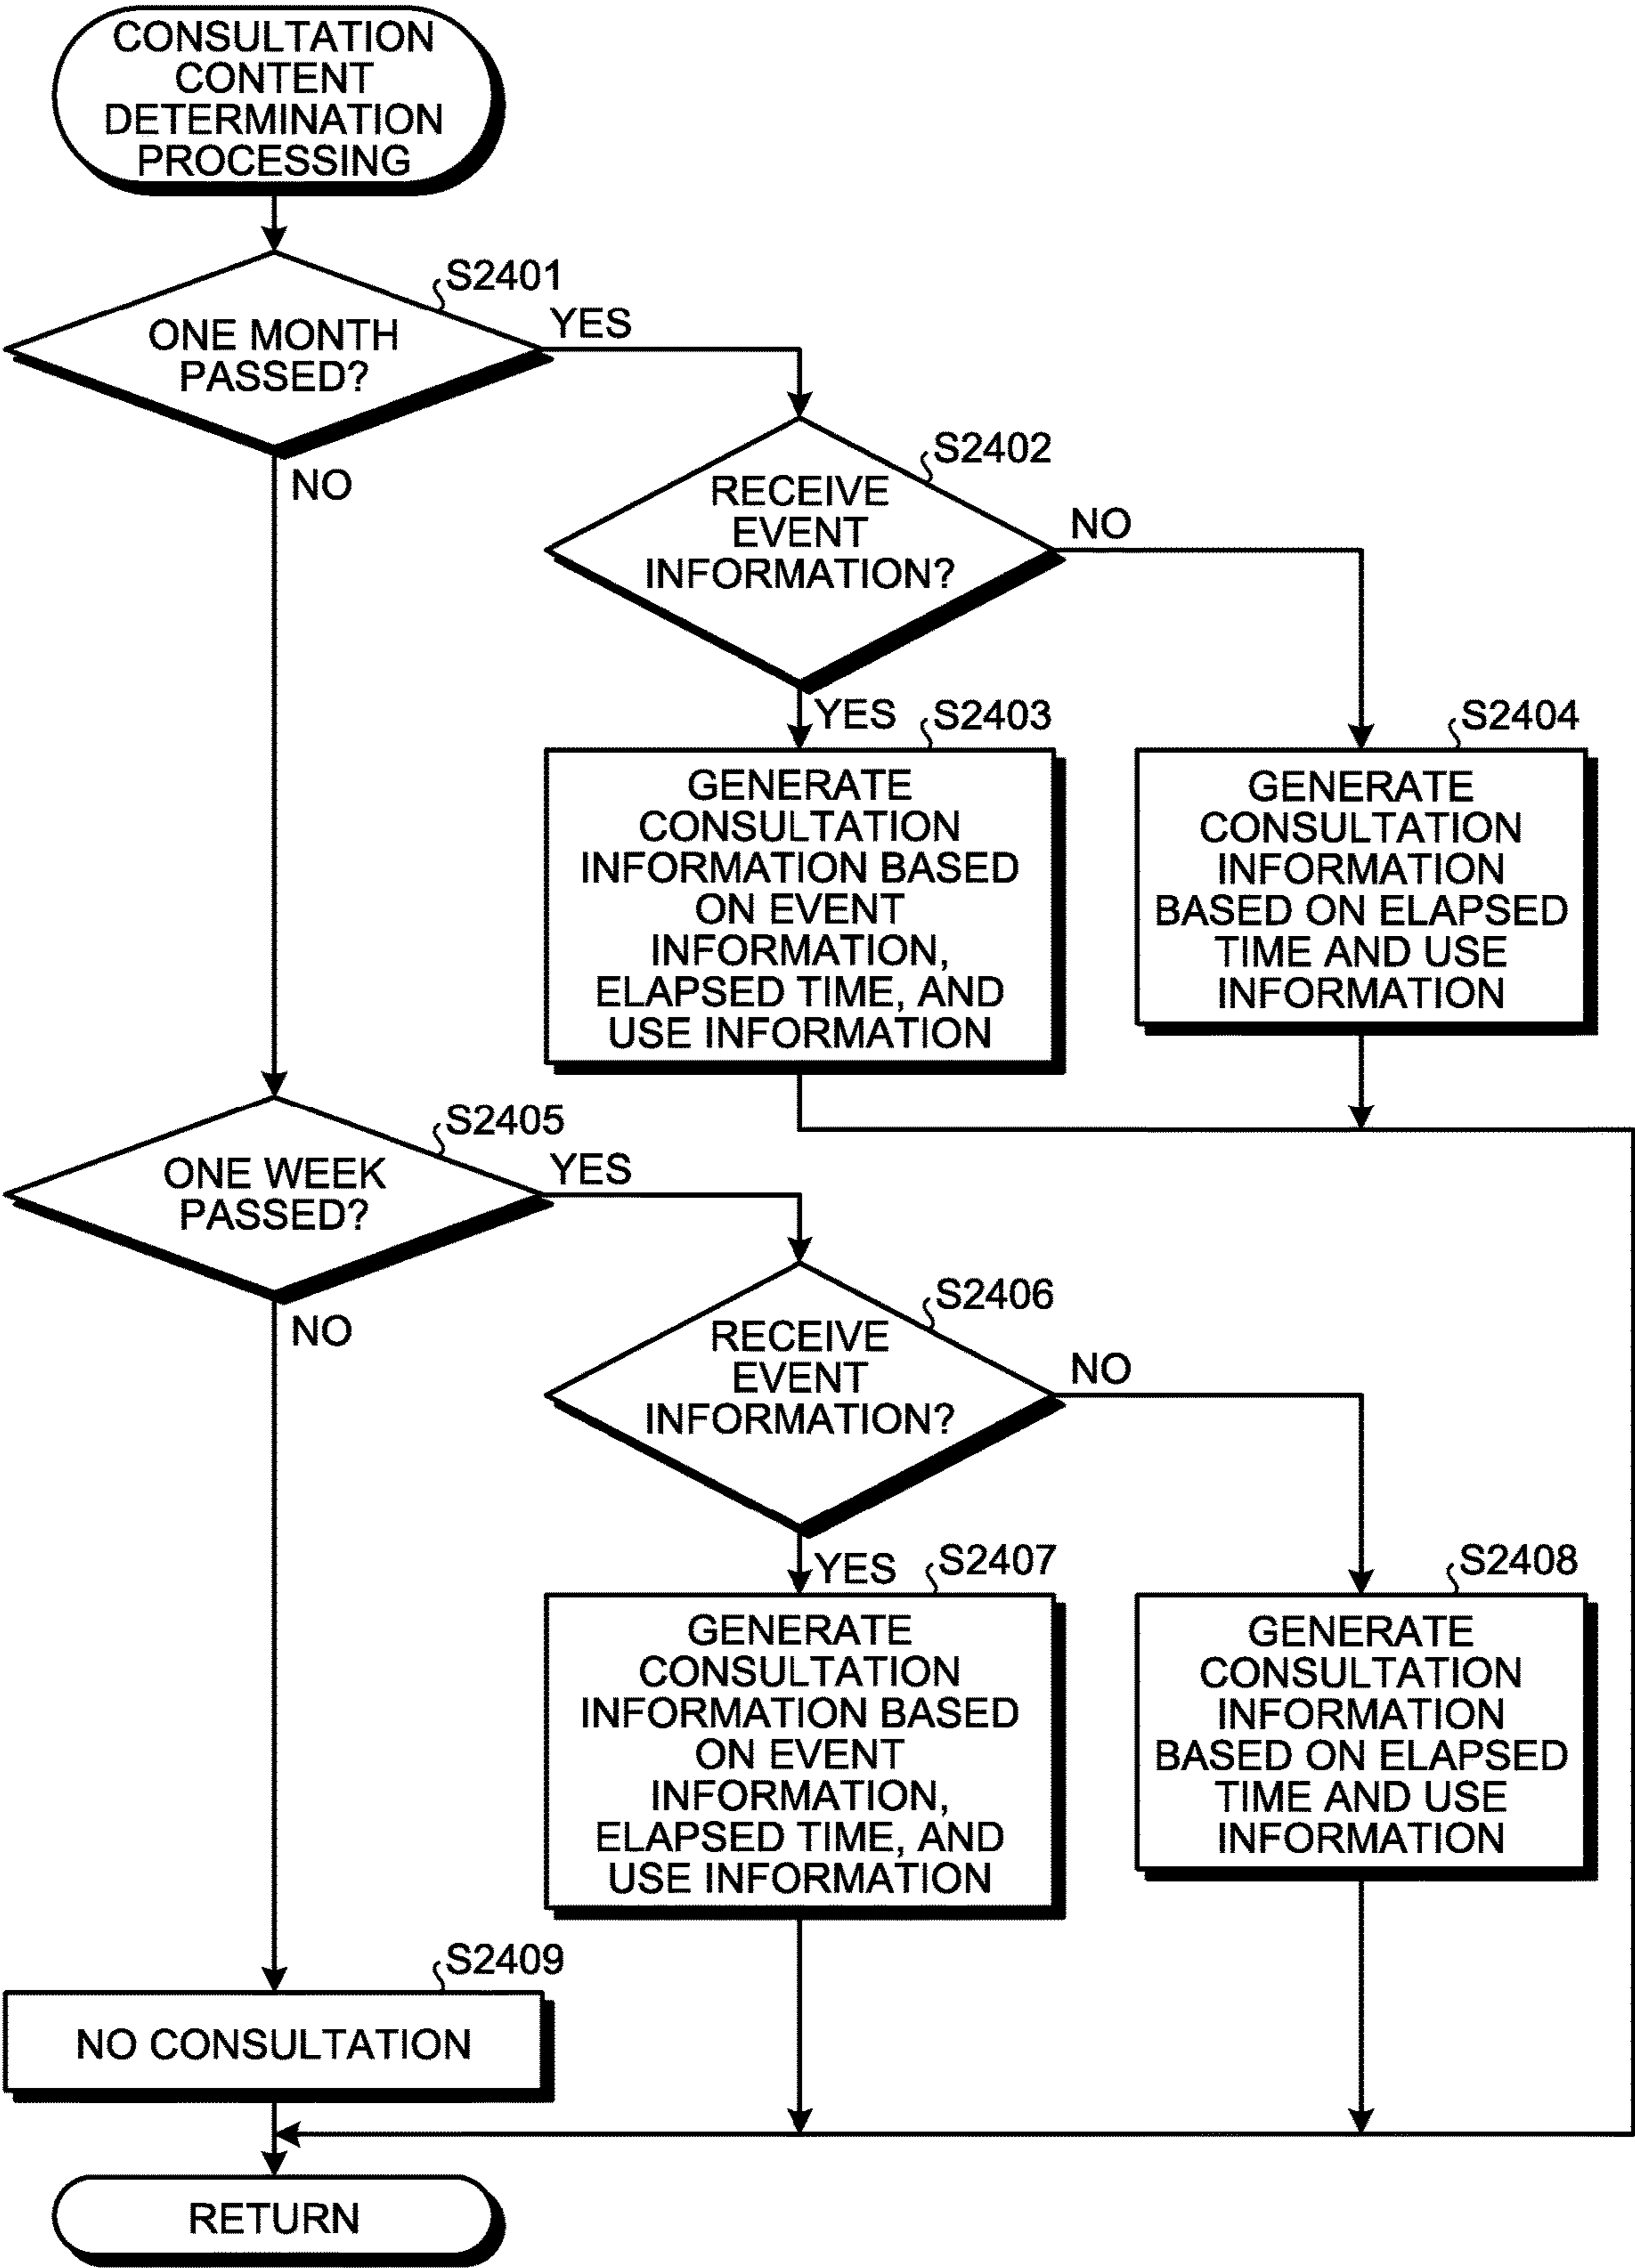 CONSULTATION
CONTENT
DETERMINATION
PROCESSING
S2401
ONE MONTH
PASSED?
YES
NO
S2402
RECEIVE
EVENT
INFORMATION?
NO
YES
S2403
GENERATE
CONSULTATION
INFORMATION BASED
ON EVENT
INFORMATION,
ELAPSED TIME, AND
USE INFORMATION
S2404
GENERATE
CONSULTATION
INFORMATION
BASED ON ELAPSED
TIME AND USE
INFORMATION
S2405
ONE WEEK
PASSED?
YES
NO
S2406
RECEIVE
EVENT
INFORMATION?
NO
YES
S2407
GENERATE
CONSULTATION
INFORMATION BASED
ON EVENT
INFORMATION,
ELAPSED TIME, AND
USE INFORMATION
S2408
GENERATE
CONSULTATION
INFORMATION
BASED ON ELAPSED
TIME AND USE
INFORMATION
S2409
NO CONSULTATION
RETURN